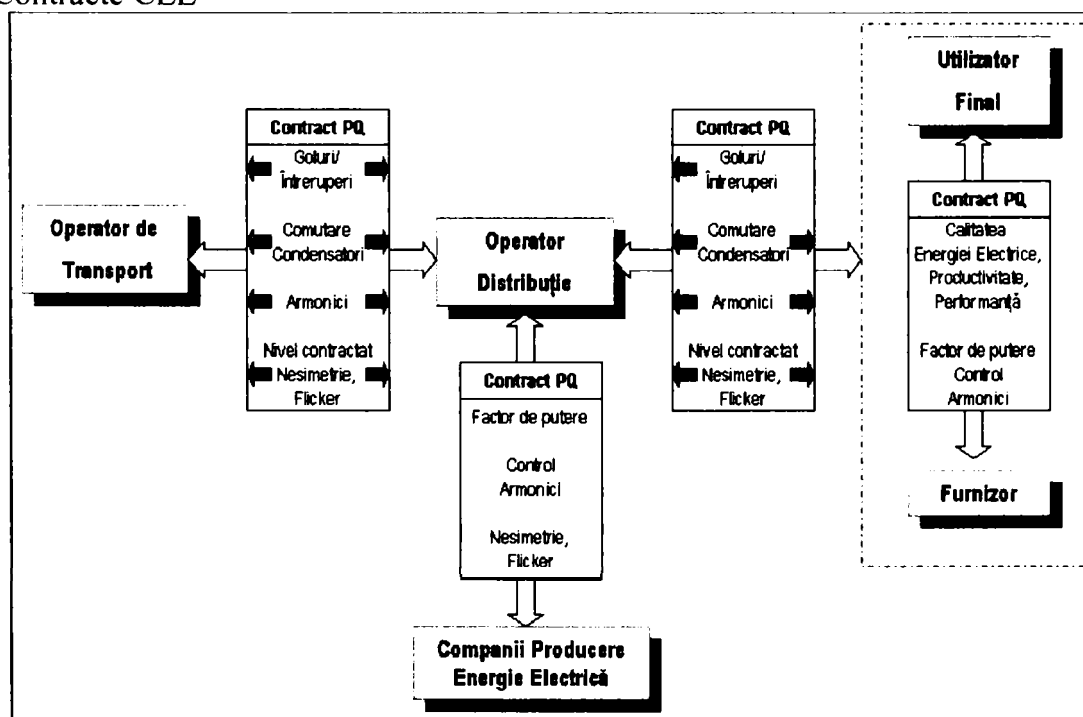 Contracte CEE
Operator de
Transport
Contract PQ
Goluri/
Întreruperi
Comutare
Condensatori
Armonici
Nivel contractat
Nesimetrie,
Flicker
Operator
Distribuție
Contract PQ
Factor de putere
Control
Armonici
Nesimetrie,
Flicker
Companii Producere
Energie Electrică
Contract PQ
Goluri/
Întreruperi
Comutare
Condensatori
Armonici
Nivel contractat
Nesimetrie,
Flicker
Utilizator
Final
Contract PQ
Calitatea
Energiei Electrice,
Productivitate,
Performanță
Factor de putere
Control
Armonici
Furnizor